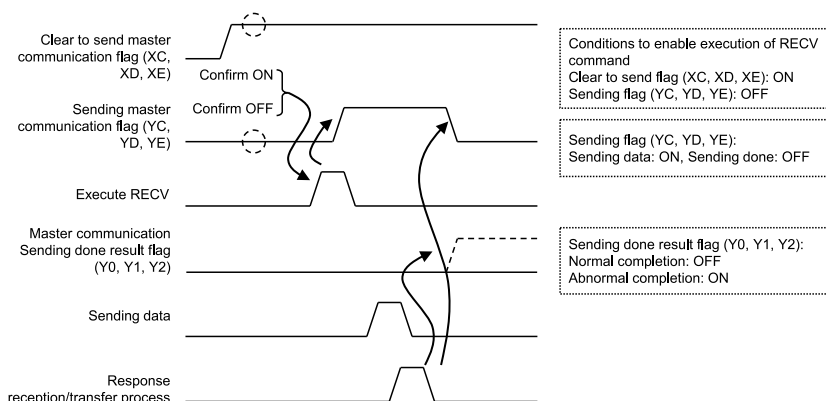 Clear to send master
communication flag (XC,
XD, XE)
Confirm ON
Confirm OFF
Sending master
communication flag (YC,
YD, YE)
Execute RECV
Master communication
Sending done result flag
(Y0, Y1, Y2)
Sending data
Response
reception/transfer process
Conditions to enable execution of RECV
command
Clear to send flag (XC, XD, XE): ON
Sending flag (YC, YD, YE): OFF
Sending flag (YC, YD, YE):
Sending data: ON, Sending done: OFF
Sending done result flag (Y0, Y1, Y2):
Normal completion: OFF
Abnormal completion: ON